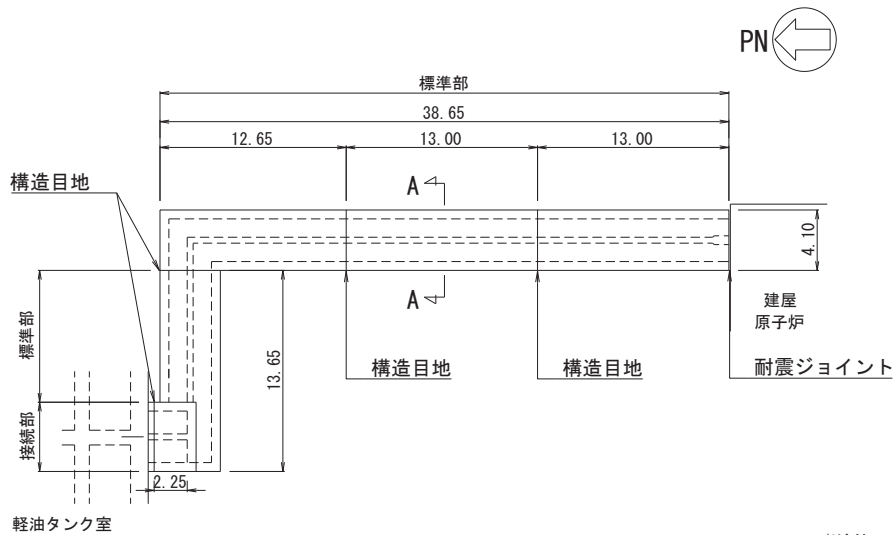 PN
標準部
38.65
12.65
13.00
13.00
構造目地
A
4.10
A
建屋
原子炉
標準部
13.65
構造目地
構造目地
耐震ジョイント
接続部
2.25
軽油タンク室